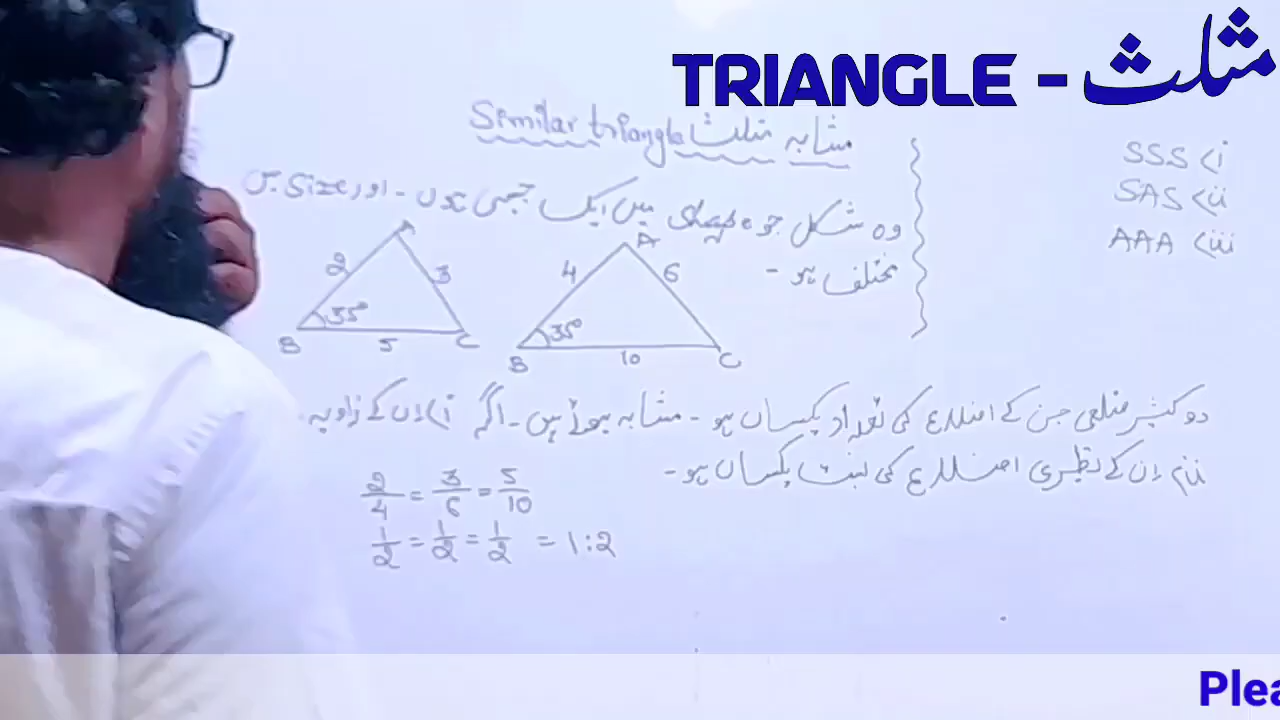 TRIANGLE - مثلث
Similar triangle مشابہ مثلث
وہ شکل جو میں ایک جیسی ہوں - اور Size میں
مختلف ہو -
SSS <i
SAS <ii
AAA <iii
A
2
3
35°
B
5
C
A
4
6
35°
B
10
C
دو کثیر ضلعی جن کے اضلاع کی تعداد یکساں ہو - مشابہ ہوتے ہیں - اگر i> اِن کے زاویہ
ii> اِن کے نظیری اضلاع کی نسبت یکساں ہو -
2/4 = 3/6 = 5/10
1/2 = 1/2 = 1/2 = 1:2
Plea